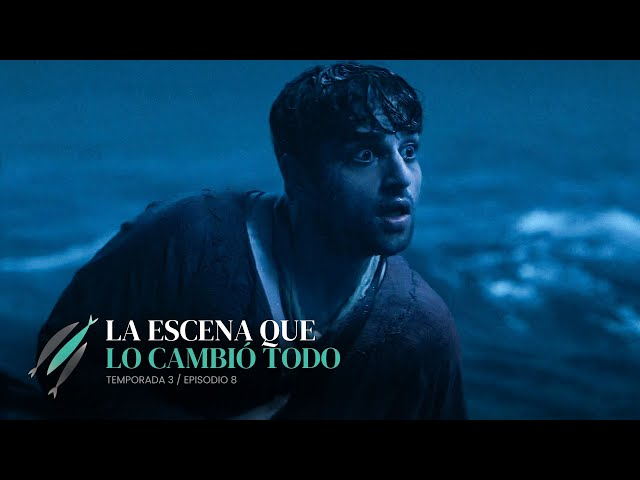 LA ESCENA QUE
LO CAMBIÓ TODO
TEMPORADA 3 / EPISODIO 8